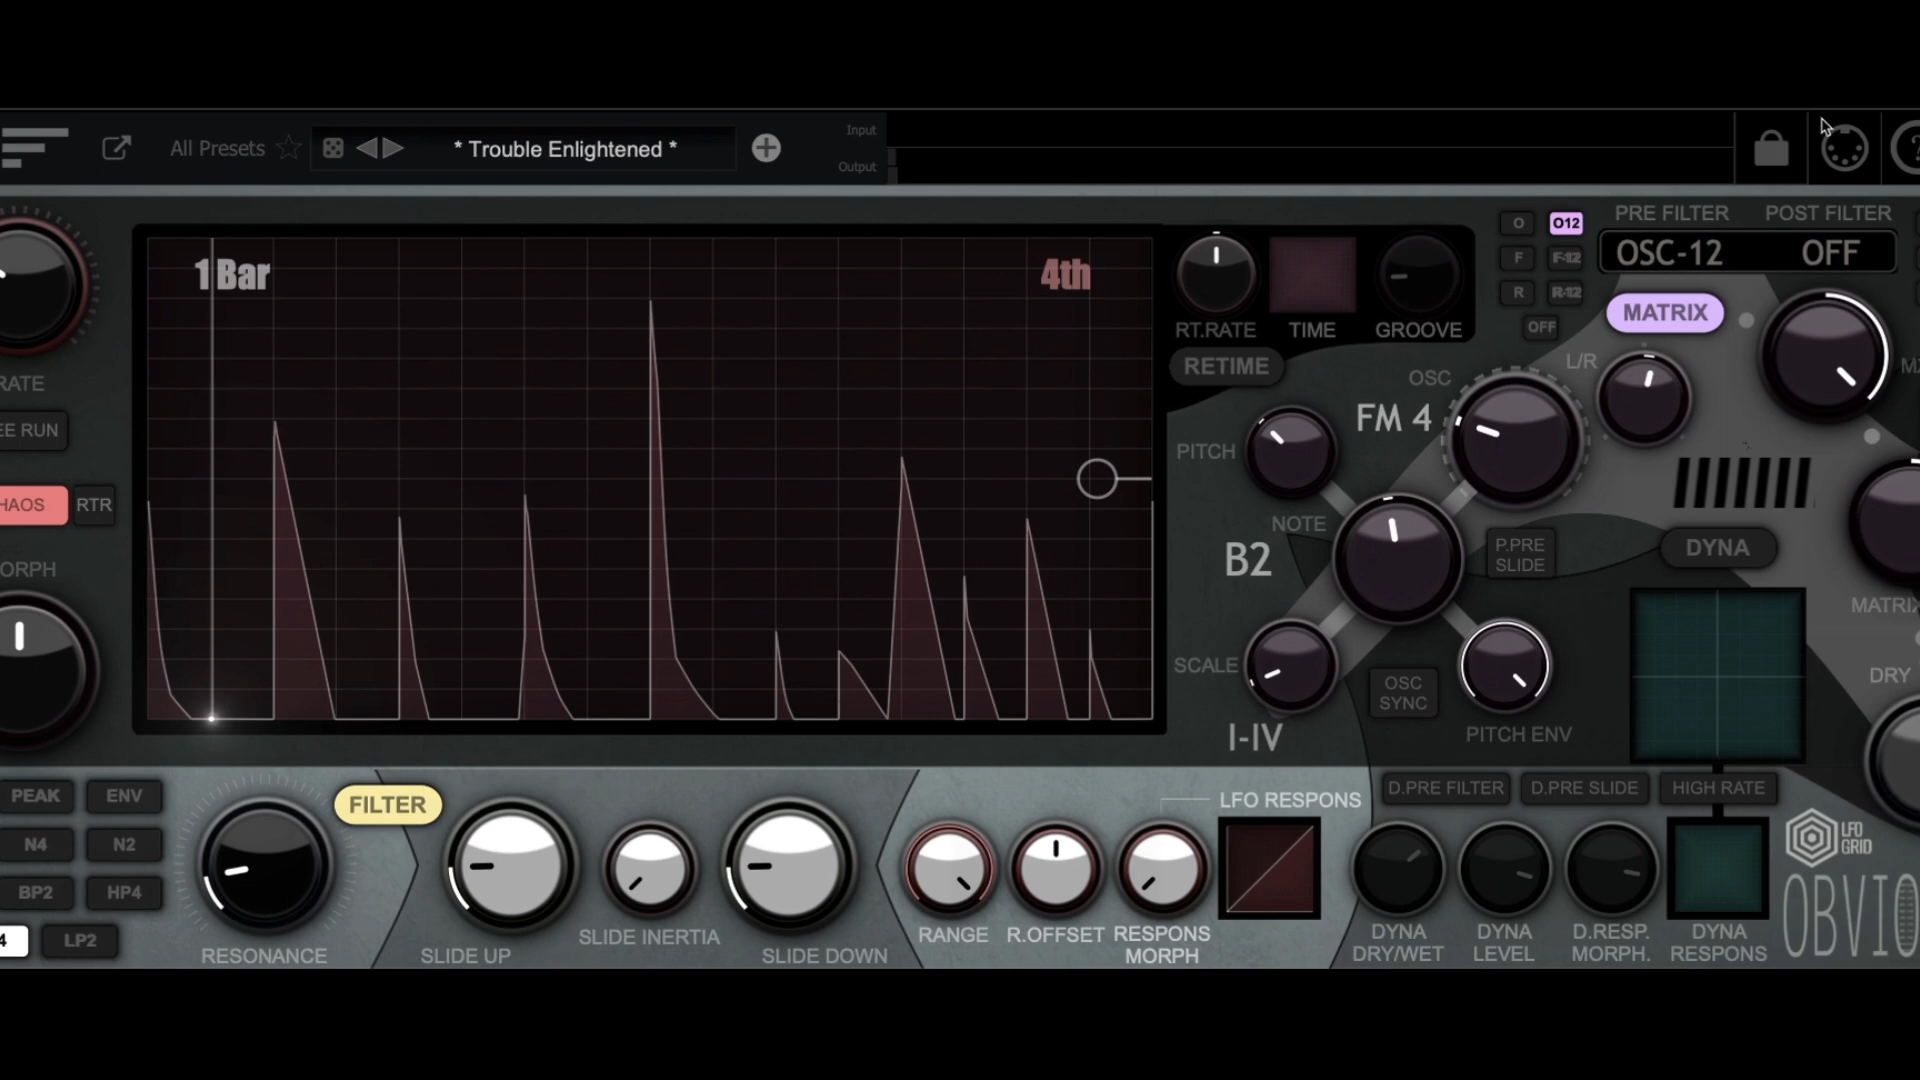 All Presets
* Trouble Enlightened *
Input
Output
1 Bar
4th
RATE
EE RUN
HAOS
RTR
ORPH
RT.RATE
TIME
GROOVE
RETIME
O
O12
F
F-12
R
R-12
OFF
PRE FILTER
POST FILTER
OSC-12
OFF
MATRIX
L/R
OSC
FM 4
PITCH
NOTE
B2
P.PRE
SLIDE
DYNA
SCALE
I-IV
OSC
SYNC
PITCH ENV
MATRIX
DRY
PEAK
ENV
N4
N2
BP2
HP4
4
LP2
RESONANCE
FILTER
SLIDE UP
SLIDE INERTIA
SLIDE DOWN
RANGE
R.OFFSET
RESPONS
MORPH
LFO RESPONS
D.PRE FILTER
D.PRE SLIDE
HIGH RATE
DYNA
DRY/WET
DYNA
LEVEL
D.RESP.
MORPH.
DYNA
RESPONS
LFO
GRID
OBVIO